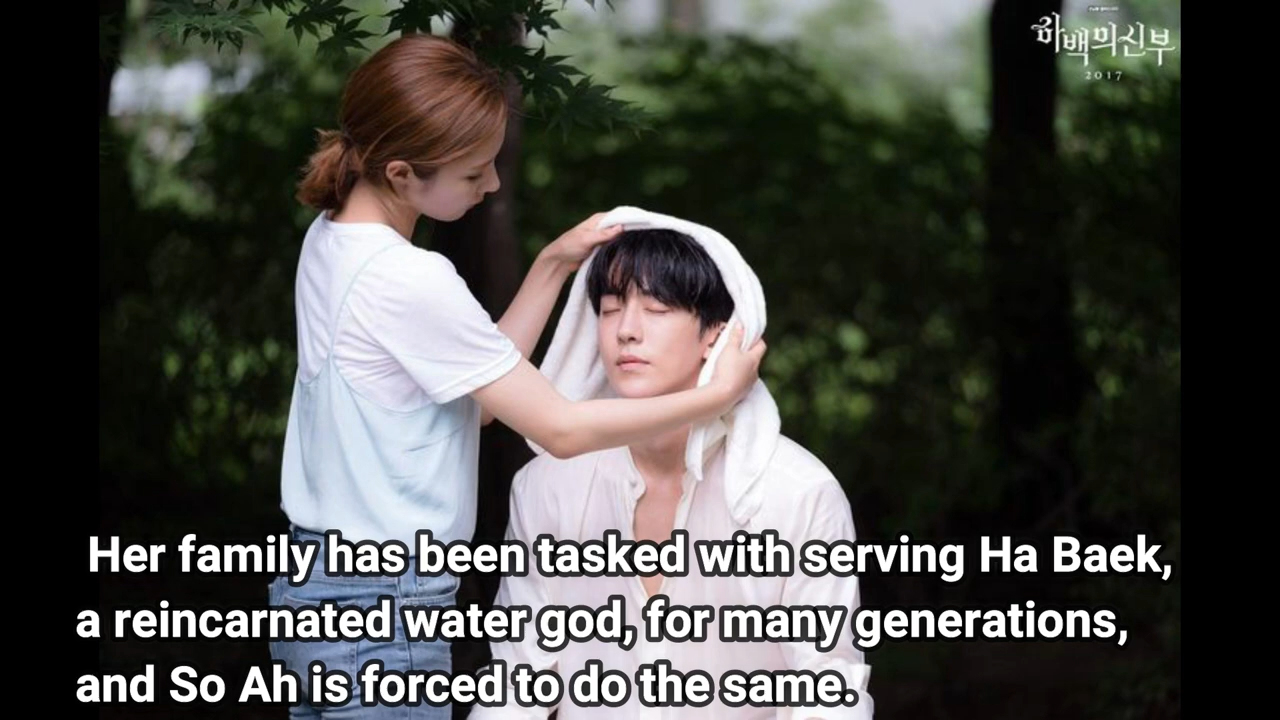 하백의신부
2017
Her family has been tasked with serving Ha Baek,
a reincarnated water god, for many generations,
and So Ah is forced to do the same.